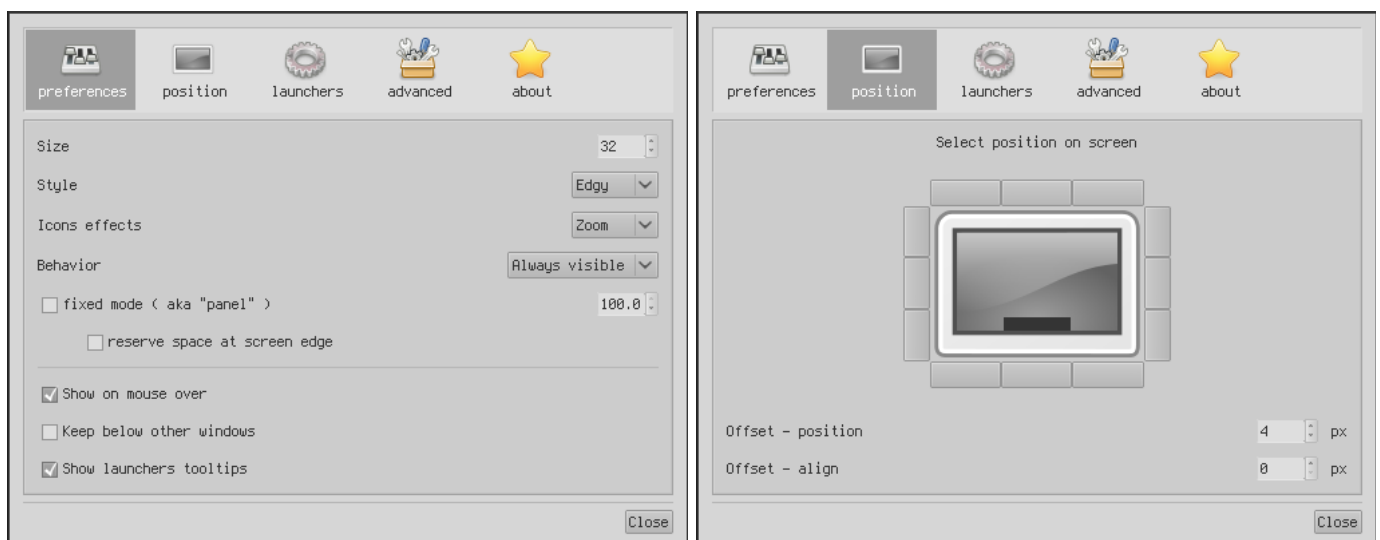 preferences position launchers advanced about
Size 32
Style Edgy
Icons effects Zoom
Behavior Always visible
fixed mode ( aka "panel" ) 100.0
reserve space at screen edge
Show on mouse over
Keep below other windows
Show launchers tooltips
Close
preferences position launchers advanced about
Select position on screen
Offset - position 4 px
Offset - align 0 px
Close